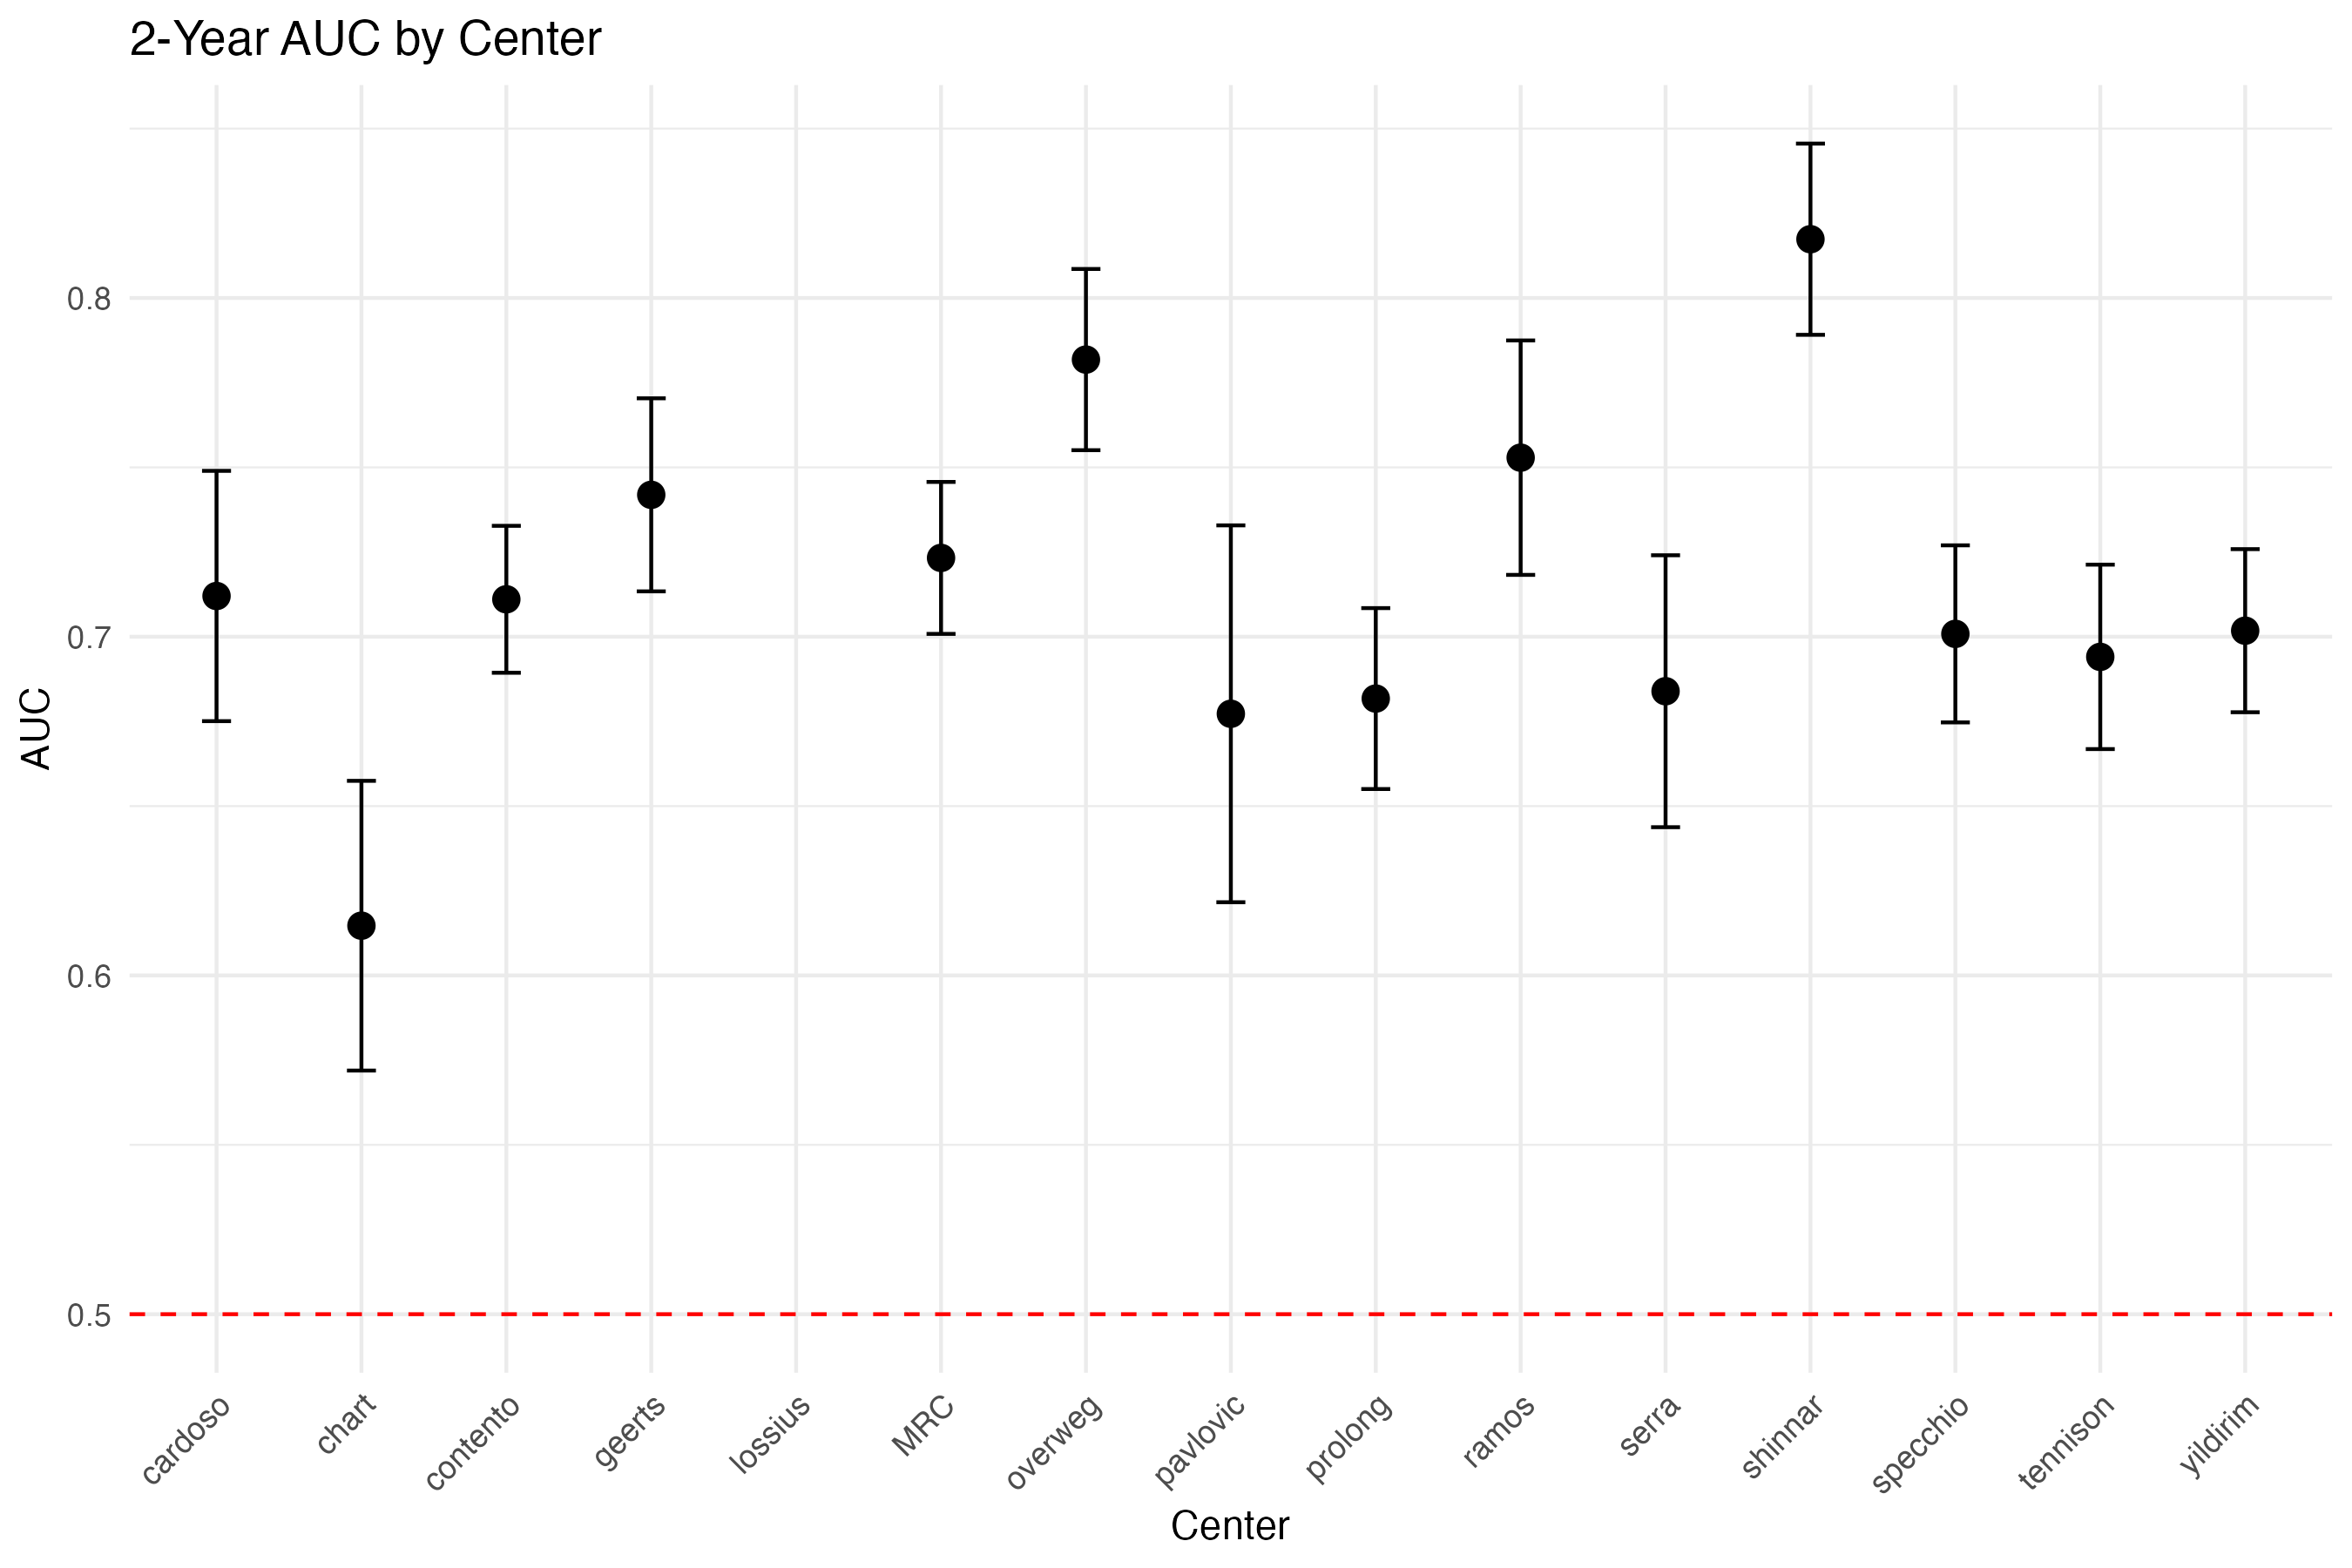 2-Year AUC by Center
AUC
0.8
0.7
0.6
0.5
cardoso
chart
contento
geerts
lossius
MRC
overweg
pavlovic
prolong
ramos
serra
shinnar
specchio
tennison
yildirim
Center